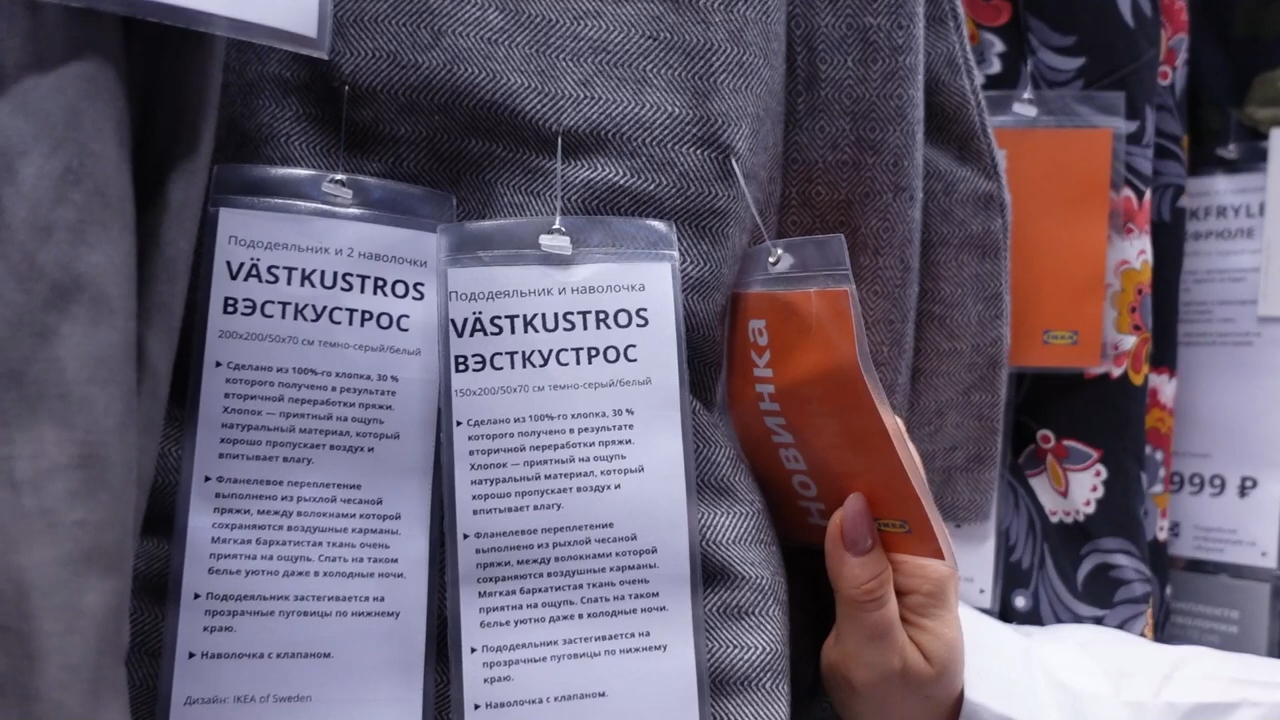 Пододеяльник и 2 наволочки
VÄSTKUSTROS
ВЭСТКУСТРОС
200x200/50x70 см темно-серый/белый
▶ Сделано из 100%-го хлопка, 30 %
которого получено в результате
вторичной переработки пряжи.
Хлопок — приятный на ощупь
натуральный материал, который
хорошо пропускает воздух и
впитывает влагу.
▶ Фланелевое переплетение
выполнено из рыхлой чесаной
пряжи, между волокнами которой
сохраняются воздушные карманы.
Мягкая бархатистая ткань очень
приятна на ощупь. Спать на таком
белье уютно даже в холодные ночи.
▶ Пододеяльник застегивается на
прозрачные пуговицы по нижнему
краю.
▶ Наволочка с клапаном.
Дизайн: IKEA of Sweden
Пододеяльник и наволочка
VÄSTKUSTROS
ВЭСТКУСТРОС
150x200/50x70 см темно-серый/белый
▶ Сделано из 100%-го хлопка, 30 %
которого получено в результате
вторичной переработки пряжи.
Хлопок — приятный на ощупь
натуральный материал, который
хорошо пропускает воздух и
впитывает влагу.
▶ Фланелевое переплетение
выполнено из рыхлой чесаной
пряжи, между волокнами которой
сохраняются воздушные карманы.
Мягкая бархатистая ткань очень
приятна на ощупь. Спать на таком
белье уютно даже в холодные ночи.
▶ Пододеяльник застегивается на
прозрачные пуговицы по нижнему
краю.
▶ Наволочка с клапаном.
Новинка
IKEA
IKEA
KFRYL
ФРЮЛЕ
999 ₽